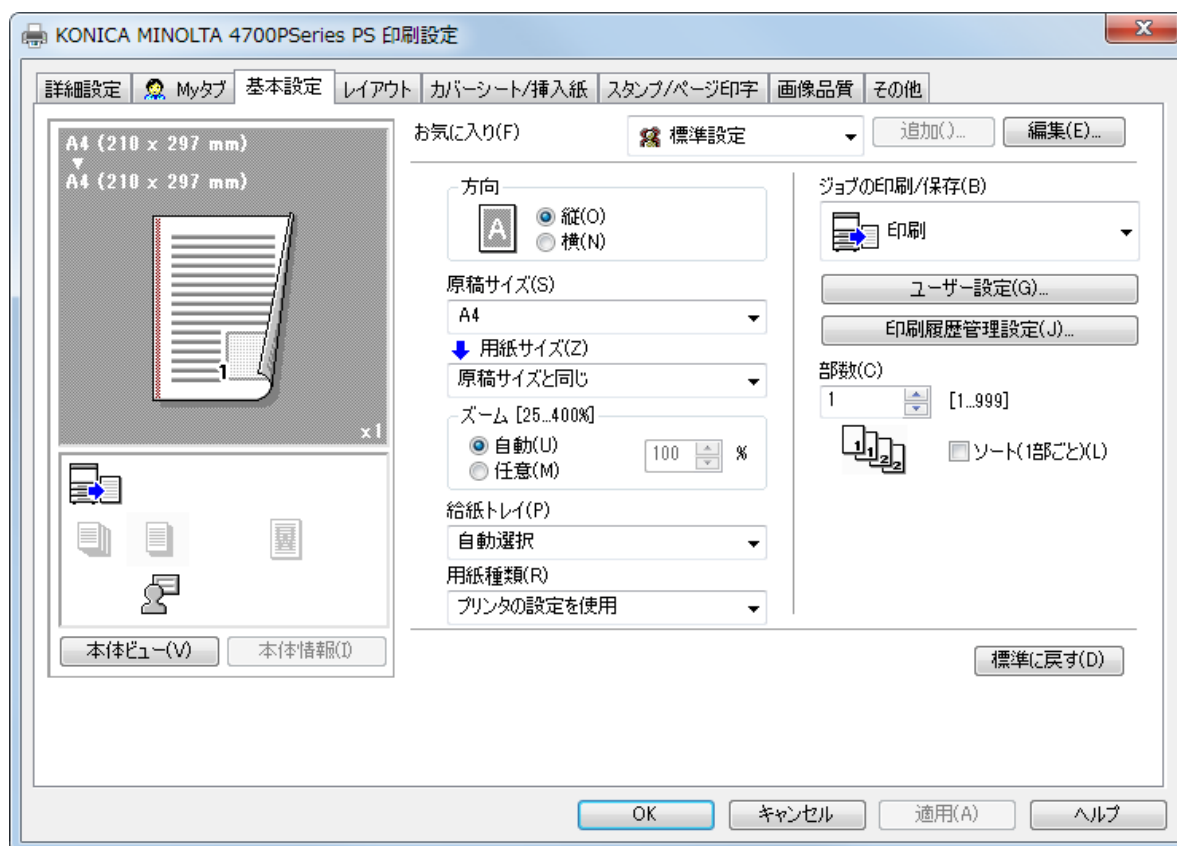 KONICA MINOLTA 4700PSeries PS 印刷設定
詳細設定 Myタブ 基本設定 レイアウト カバーシート/挿入紙 スタンプ/ページ印字 画像品質 その他
A4 (210 x 297 mm)
A4 (210 x 297 mm)
1
x1
本体ビュー(V) 本体情報(I)
お気に入り(F) 標準設定 追加()... 編集(E)...
方向
A
縦(O)
横(N)
原稿サイズ(S)
A4
用紙サイズ(Z)
原稿サイズと同じ
ズーム [25...400%]
自動(U)
任意(M)
100 %
給紙トレイ(P)
自動選択
用紙種類(R)
プリンタの設定を使用
ジョブの印刷/保存(B)
印刷
ユーザー設定(G)...
印刷履歴管理設定(J)...
部数(C)
1 [1...999]
1 1 2 2
ソート(1部ごと)(L)
標準に戻す(D)
OK キャンセル 適用(A) ヘルプ